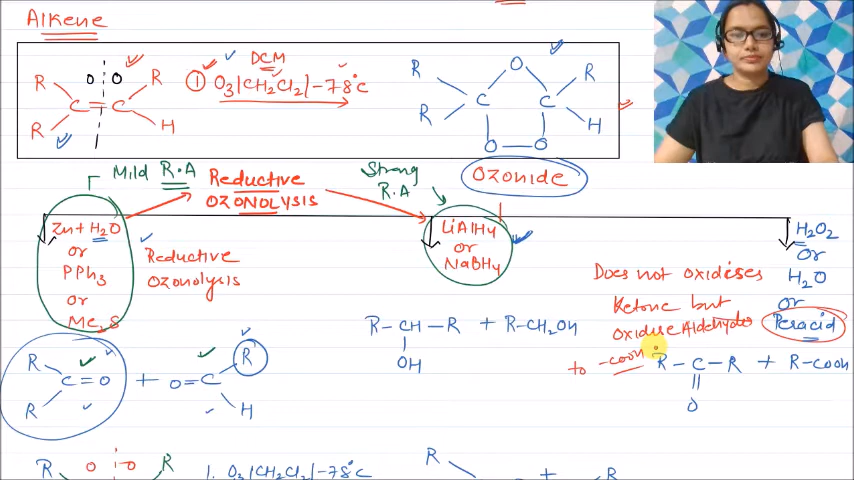 Alkene
R O O R ① O3/CH2Cl2/-78°C
DCM
C = C
R H
O
R R
C C
R H
O — O
Ozonide
Mild R.A
Reductive
OZONOLYSIS
Strong
R.A
Zn + H2O
or
PPh3
or
Me2S
Reductive
Ozonolysis
LiAlH4
or
NaBH4
H2O2
or
H2O
or
Peracid
Does not oxidises
Ketone but
oxidise Aldehyde
to -COOH
R
C = O
R
+
R
O = C
H
R - CH - R + R-CH2OH
OH
R - C - R + R-COOH
O
R O O R 1. O3/CH2Cl2/-78°C
R + R